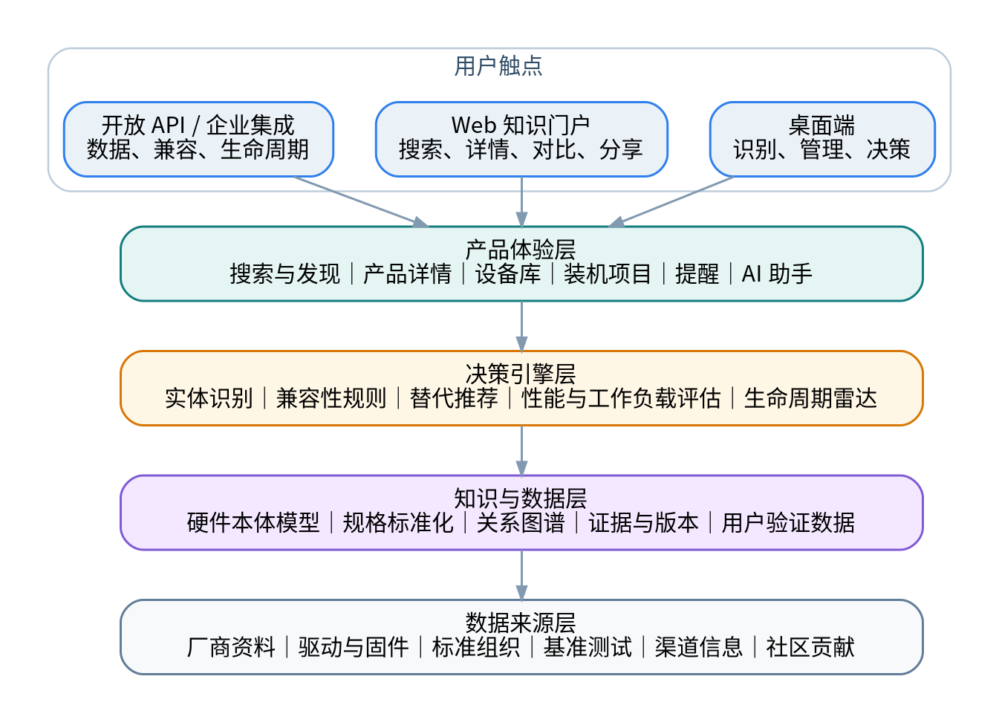 用户触点
开放 API / 企业集成
数据、兼容、生命周期
Web 知识门户
搜索、详情、对比、分享
桌面端
识别、管理、决策
产品体验层
搜索与发现｜产品详情｜设备库｜装机项目｜提醒｜AI 助手
决策引擎层
实体识别｜兼容性规则｜替代推荐｜性能与工作负载评估｜生命周期雷达
知识与数据层
硬件本体模型｜规格标准化｜关系图谱｜证据与版本｜用户验证数据
数据来源层
厂商资料｜驱动与固件｜标准组织｜基准测试｜渠道信息｜社区贡献